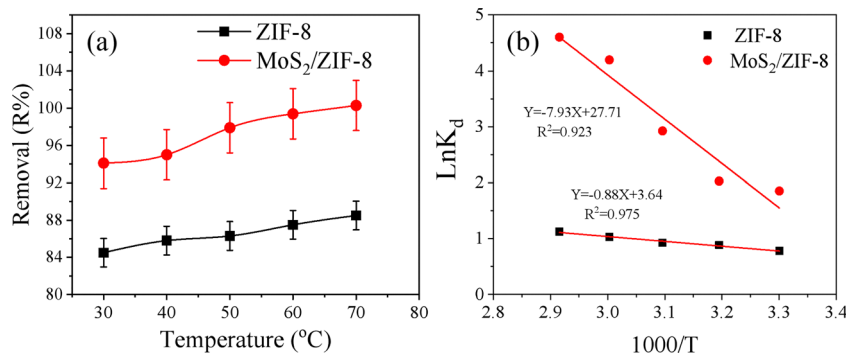 (a)
ZIF-8
MoS₂/ZIF-8
Removal (R%)
108
104
100
96
92
88
84
80
30 40 50 60 70 80
Temperature (°C)
(b)
ZIF-8
MoS₂/ZIF-8
LnK_d
5
4
3
2
1
0
Y=-7.93X+27.71
R²=0.923
Y=-0.88X+3.64
R²=0.975
2.8 2.9 3.0 3.1 3.2 3.3 3.4
1000/T